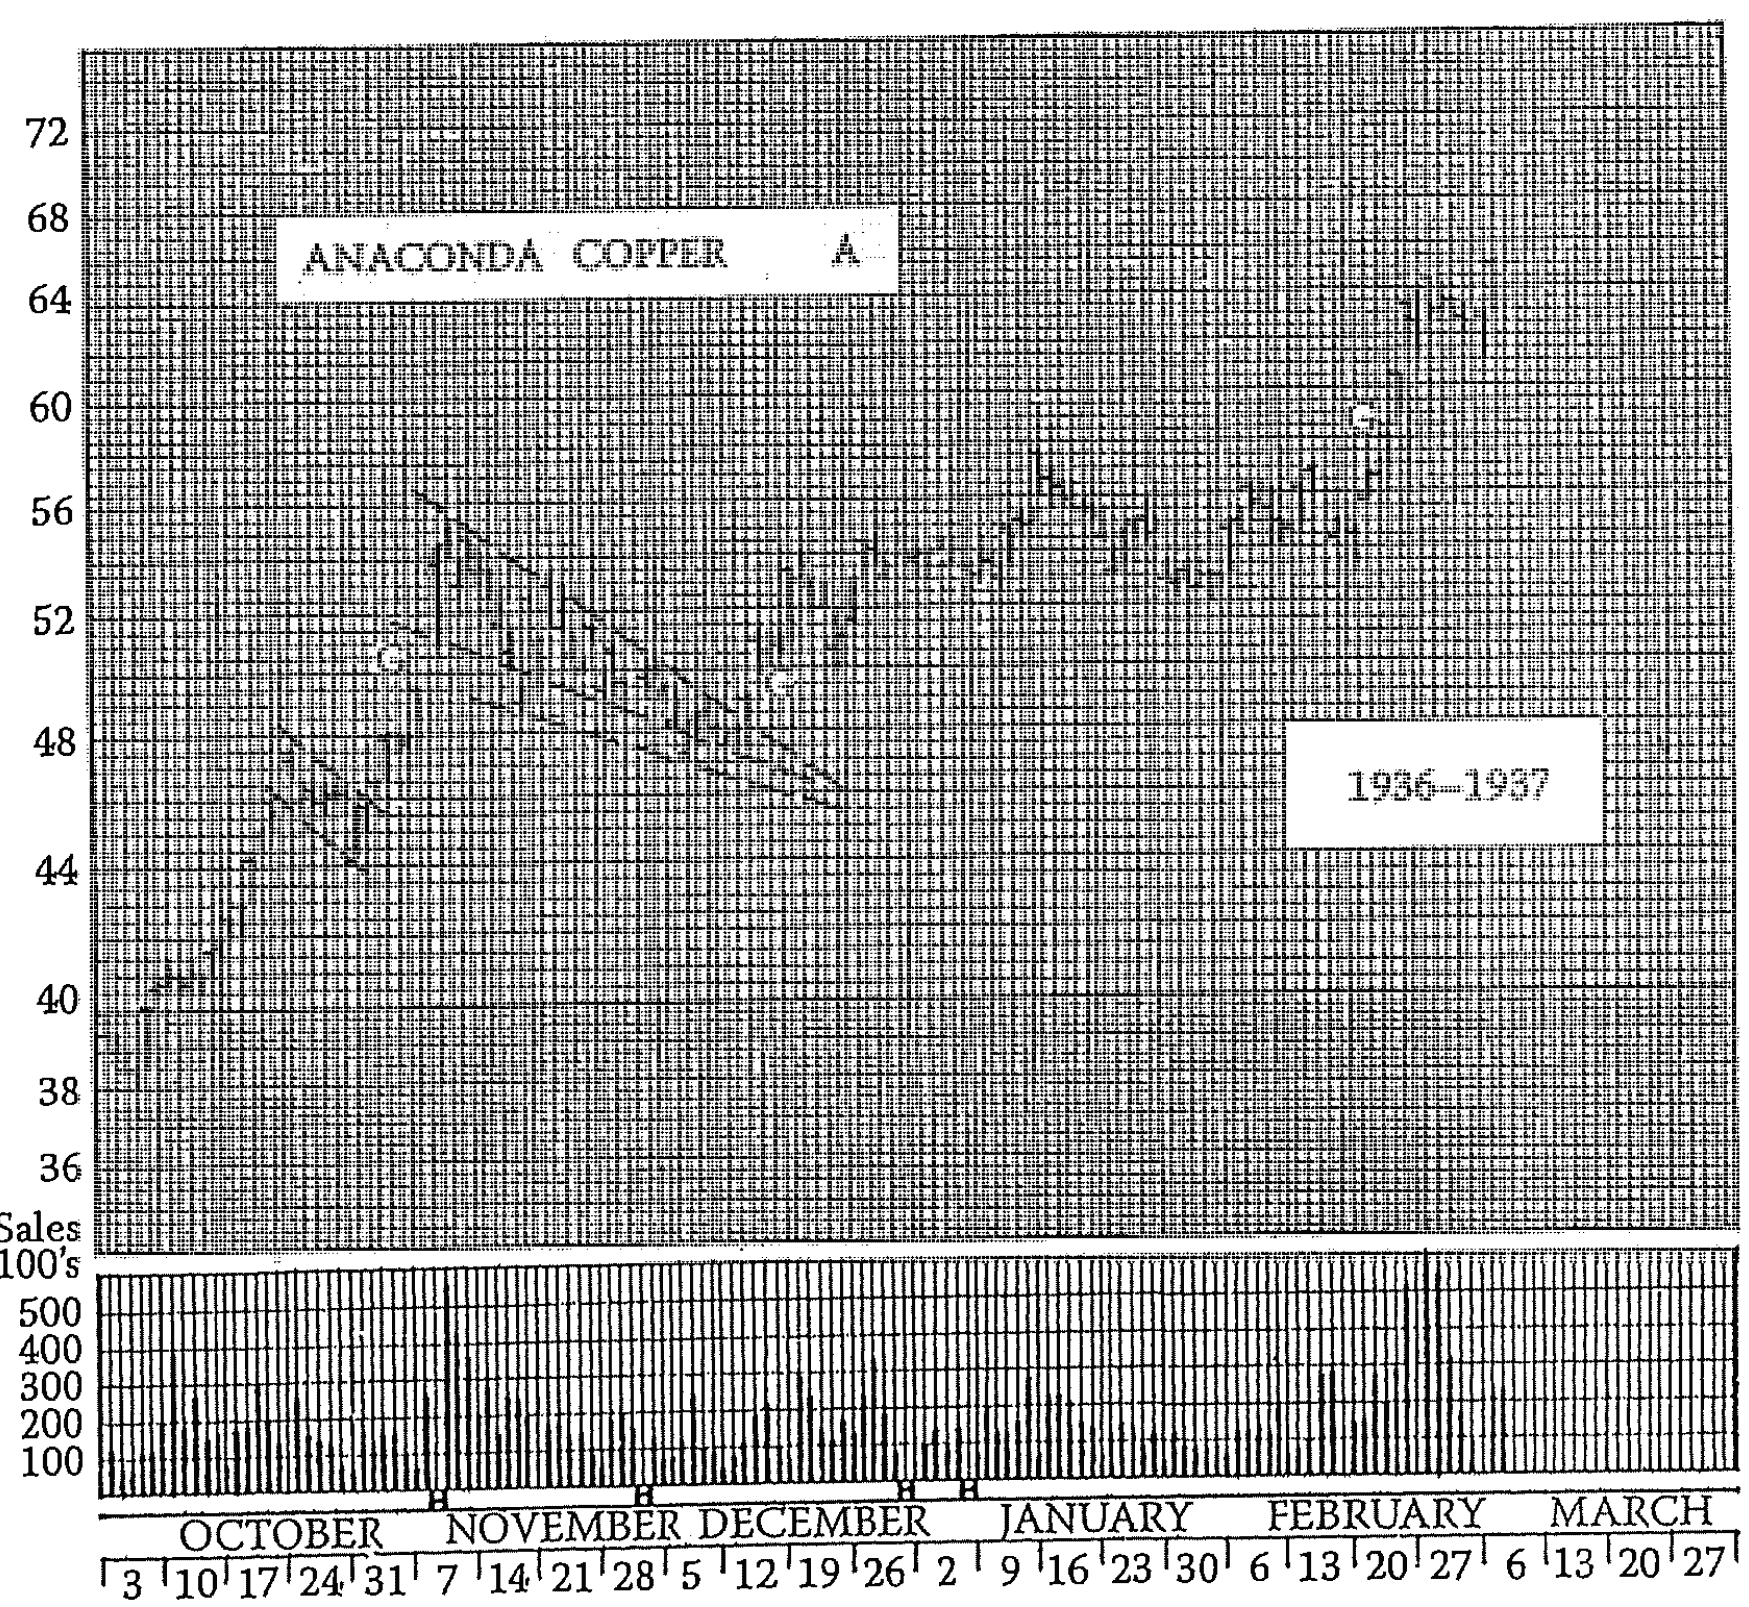 72
68
ANACONDA COPPER A
64
60
G
56
52
G
G
48
1936–1937
44
40
38
36
Sales
100's
500
400
300
200
100
H H H H
OCTOBER NOVEMBER DECEMBER JANUARY FEBRUARY MARCH
3 10 17 24 31 7 14 21 28 5 12 19 26 2 9 16 23 30 6 13 20 27 6 13 20 27